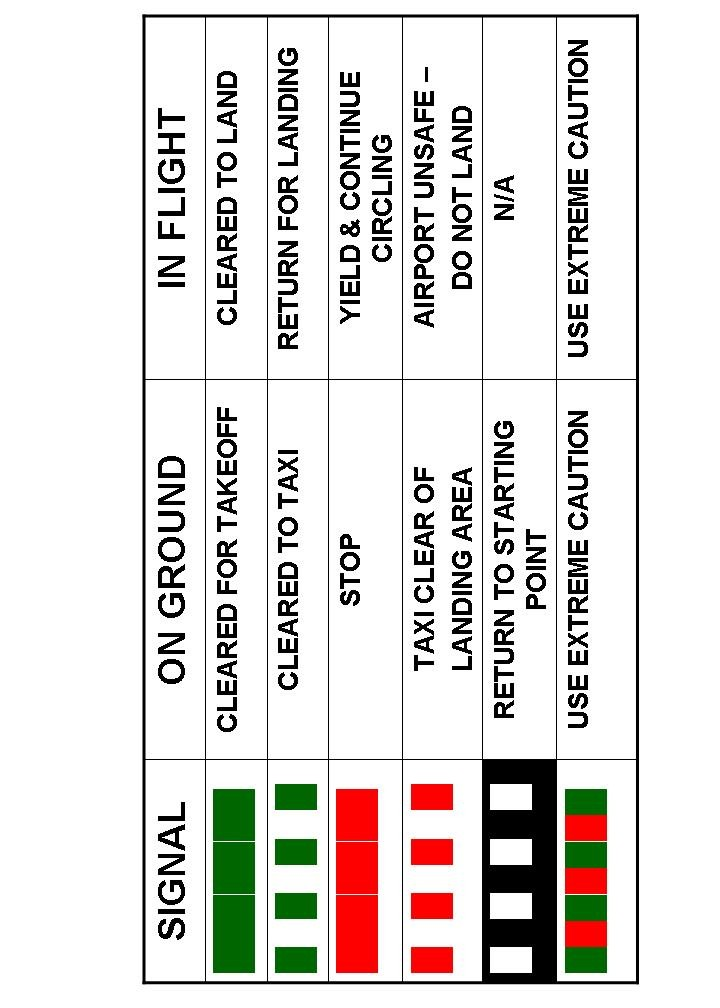 SIGNAL
ON GROUND
IN FLIGHT
CLEARED FOR TAKEOFF
CLEARED TO LAND
CLEARED TO TAXI
RETURN FOR LANDING
STOP
YIELD & CONTINUE
CIRCLING
TAXI CLEAR OF
LANDING AREA
AIRPORT UNSAFE –
DO NOT LAND
RETURN TO STARTING
POINT
N/A
USE EXTREME CAUTION
USE EXTREME CAUTION